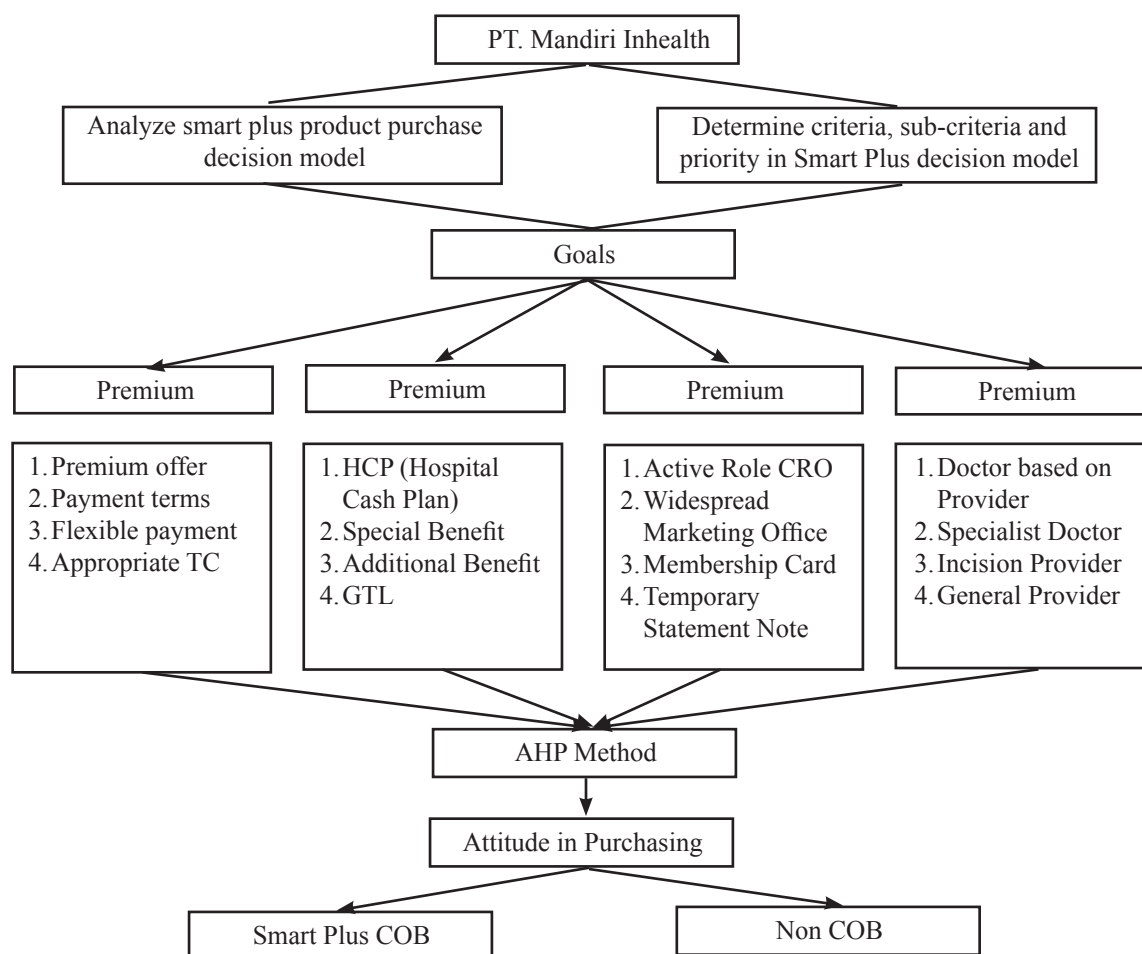 PT. Mandiri Inhealth
Analyze smart plus product purchase
decision model
Determine criteria, sub-criteria and
priority in Smart Plus decision model
Goals
Premium
Premium
Premium
Premium
1. Premium offer
2. Payment terms
3. Flexible payment
4. Appropriate TC
1. HCP (Hospital
Cash Plan)
2. Special Benefit
3. Additional Benefit
4. GTL
1. Active Role CRO
2. Widespread
Marketing Office
3. Membership Card
4. Temporary
Statement Note
1. Doctor based on
Provider
2. Specialist Doctor
3. Incision Provider
4. General Provider
AHP Method
Attitude in Purchasing
Smart Plus COB
Non COB